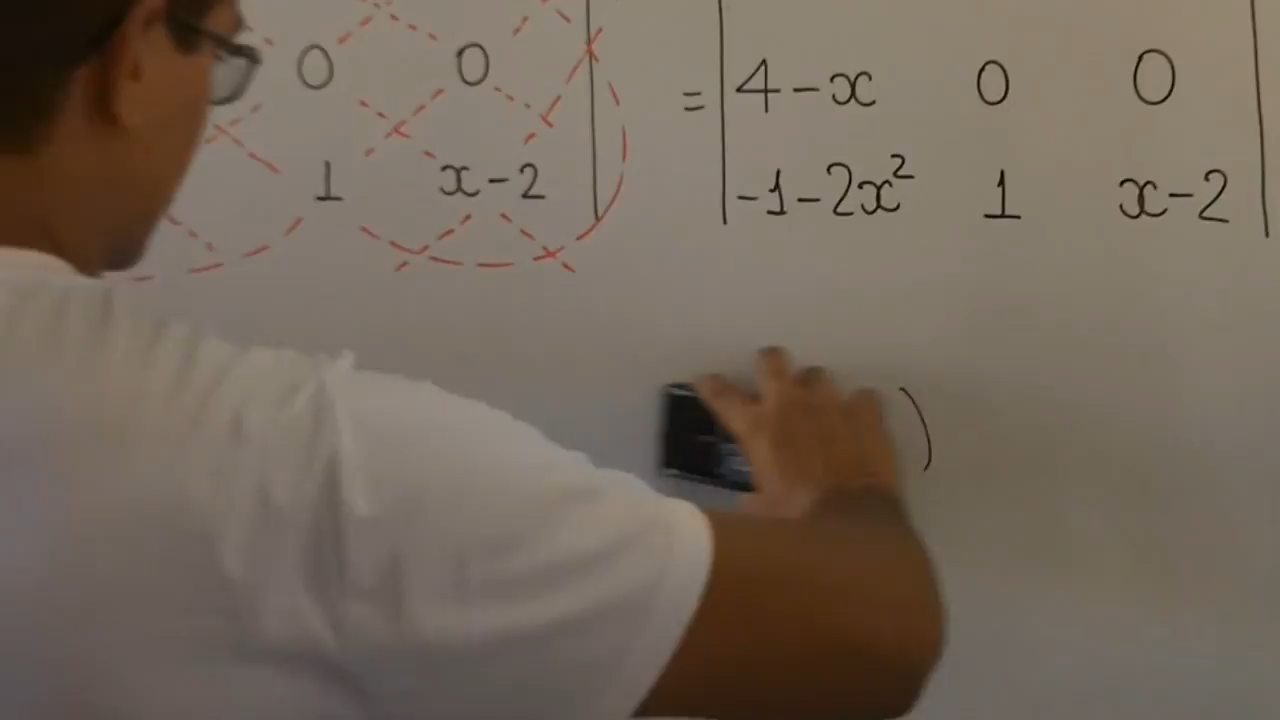 0 0 = | 4-x 0 0 |
1 x-2 | | -1-2x² 1 x-2 |
)